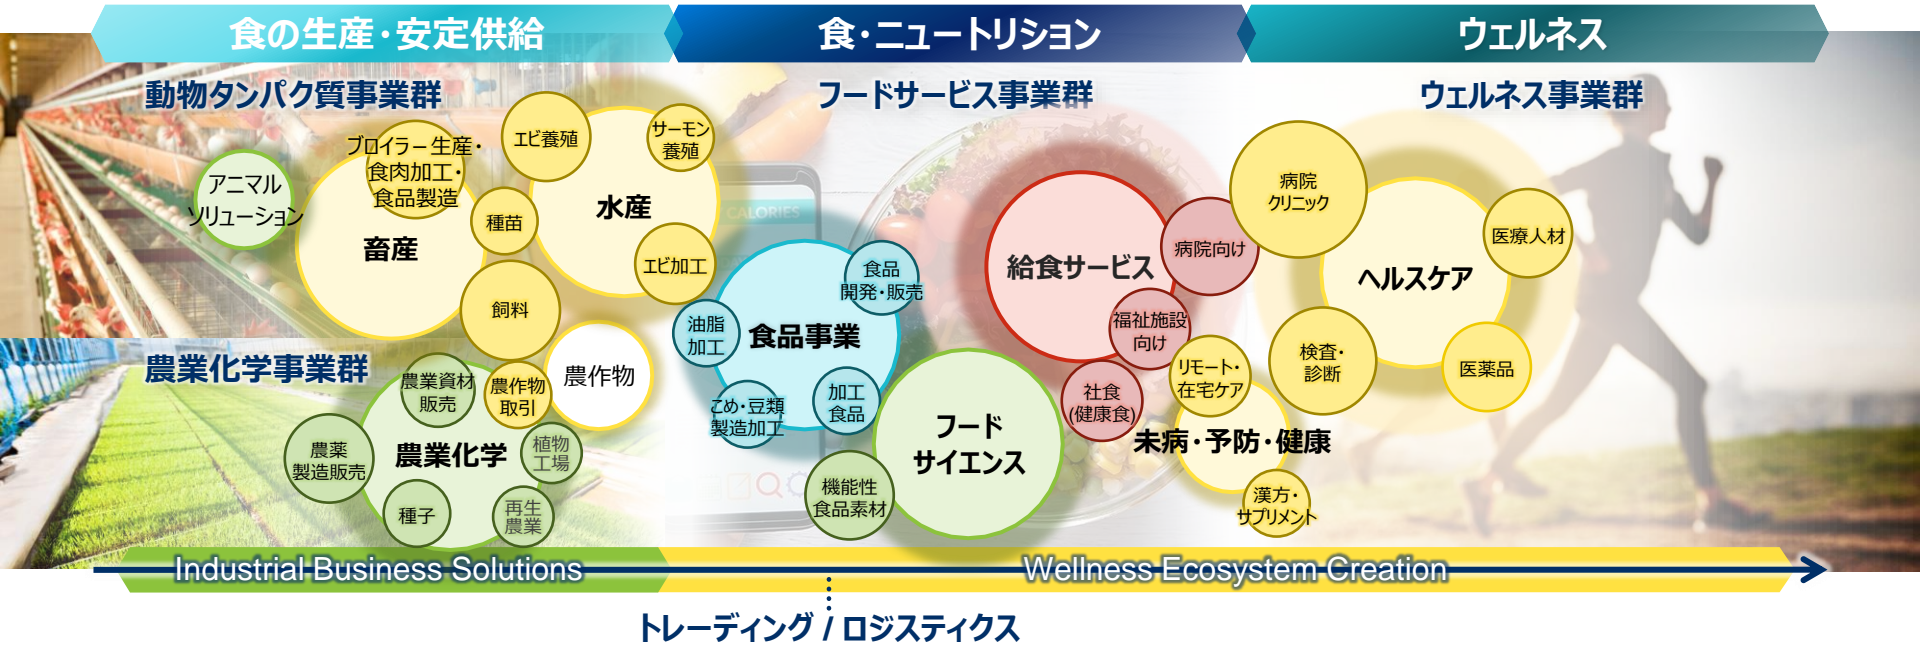 食の生産・安定供給
食・ニュートリション
ウェルネス
動物タンパク質事業群
フードサービス事業群
ウェルネス事業群
アニマル
ソリューション
ブロイラー生産・
食肉加工・
食品製造
畜産
種苗
飼料
エビ養殖
サーモン
養殖
水産
エビ加工
農作物
農業化学事業群
農業資材
販売
農作物
取引
農薬
製造販売
農業化学
植物
工場
種子
再生
農業
油脂
加工
食品
開発・販売
食品事業
こめ・豆類
製造加工
加工
食品
CALORIES
フード
サイエンス
機能性
食品素材
給食サービス
病院向け
福祉施設
向け
社食
(健康食)
病院
クリニック
医療人材
ヘルスケア
検査・
診断
医薬品
リモート・
在宅ケア
未病・予防・健康
漢方・
サプリメント
Industrial Business Solutions
Wellness Ecosystem Creation
トレーディング / ロジスティクス